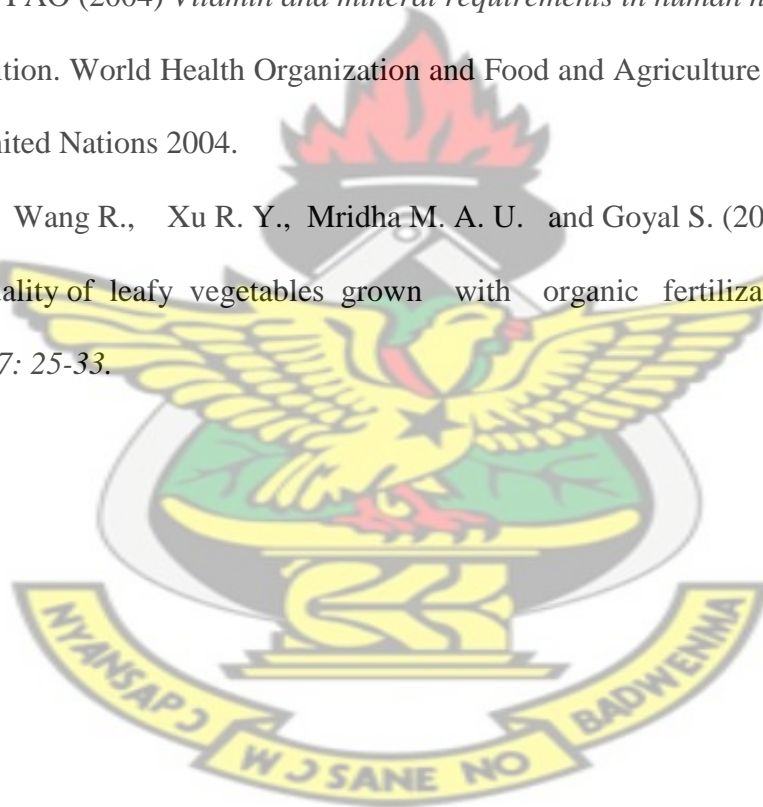 FAO (2004) Vitamin and mineral requirements in human
ition. World Health Organization and Food and Agriculture
nited Nations 2004.
Wang R., Xu R. Y., Mridha M. A. U. and Goyal S. (20
ality of leafy vegetables grown with organic fertiliza
7: 25-33.
NYANSAPƆ
WƆSANE NO
BADWENMA